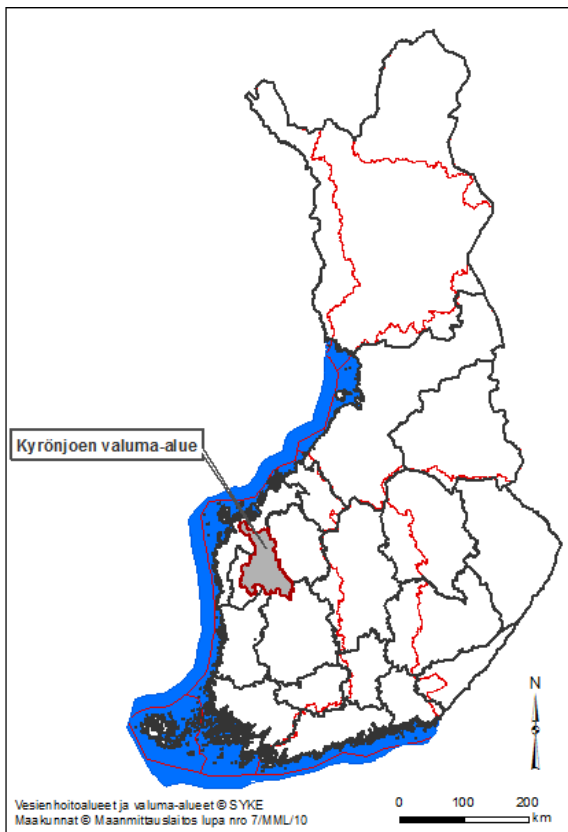 Kyrönjoen valuma-alue
N
Vesienhoitoalueet ja valuma-alueet © SYKE
Maakunnat © Maanmittauslaitos lupa nro 7/MML/10
0 100 200
km